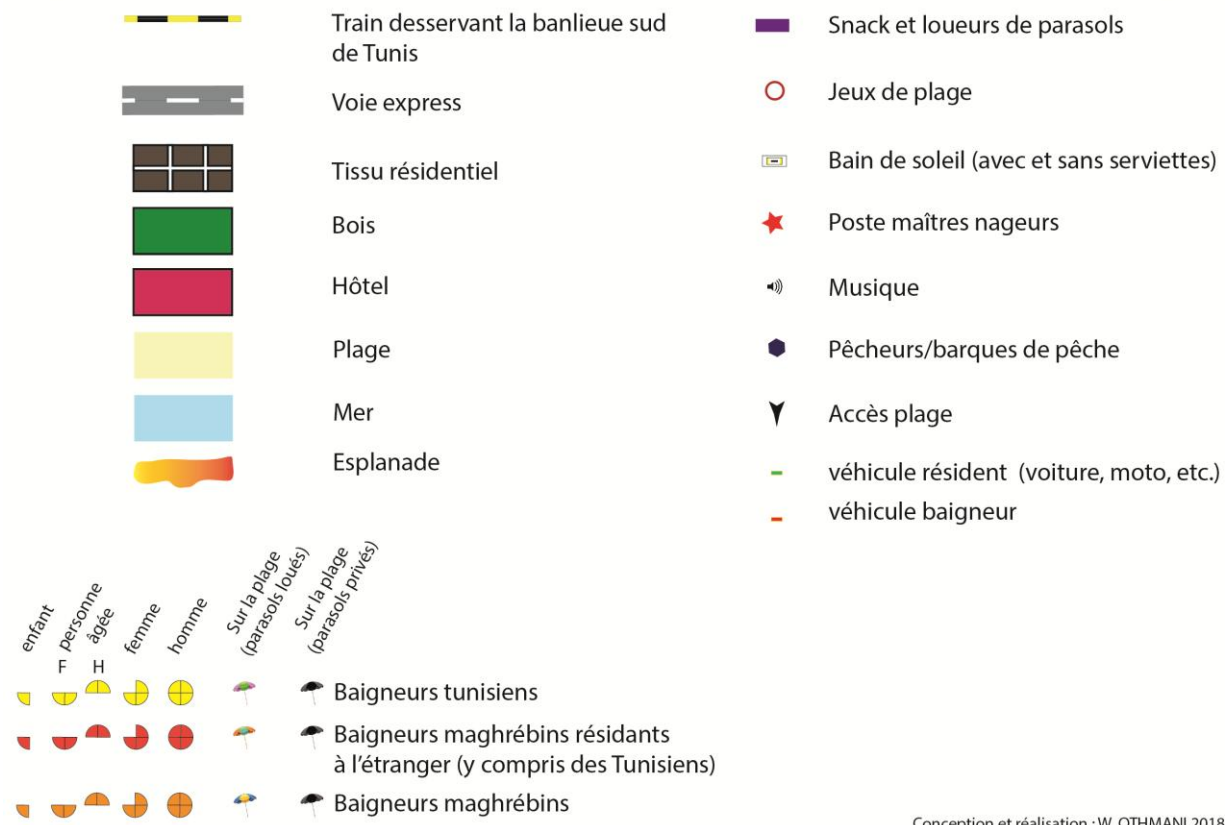 Train desservant la banlieue sud
de Tunis
Voie express
Tissu résidentiel
Bois
Hôtel
Plage
Mer
Esplanade
Snack et loueurs de parasols
Jeux de plage
Bain de soleil (avec et sans serviettes)
Poste maîtres nageurs
Musique
Pêcheurs/barques de pêche
Accès plage
véhicule résident (voiture, moto, etc.)
véhicule baigneur
enfant
personne
âgée
femme
homme
Sur la plage
(parasols loués)
Sur la plage
(parasols privés)
F H
Baigneurs tunisiens
Baigneurs maghrébins résidants
à l'étranger (y compris des Tunisiens)
Baigneurs maghrébins
Conception et réalisation : W. OTHMANI 2018